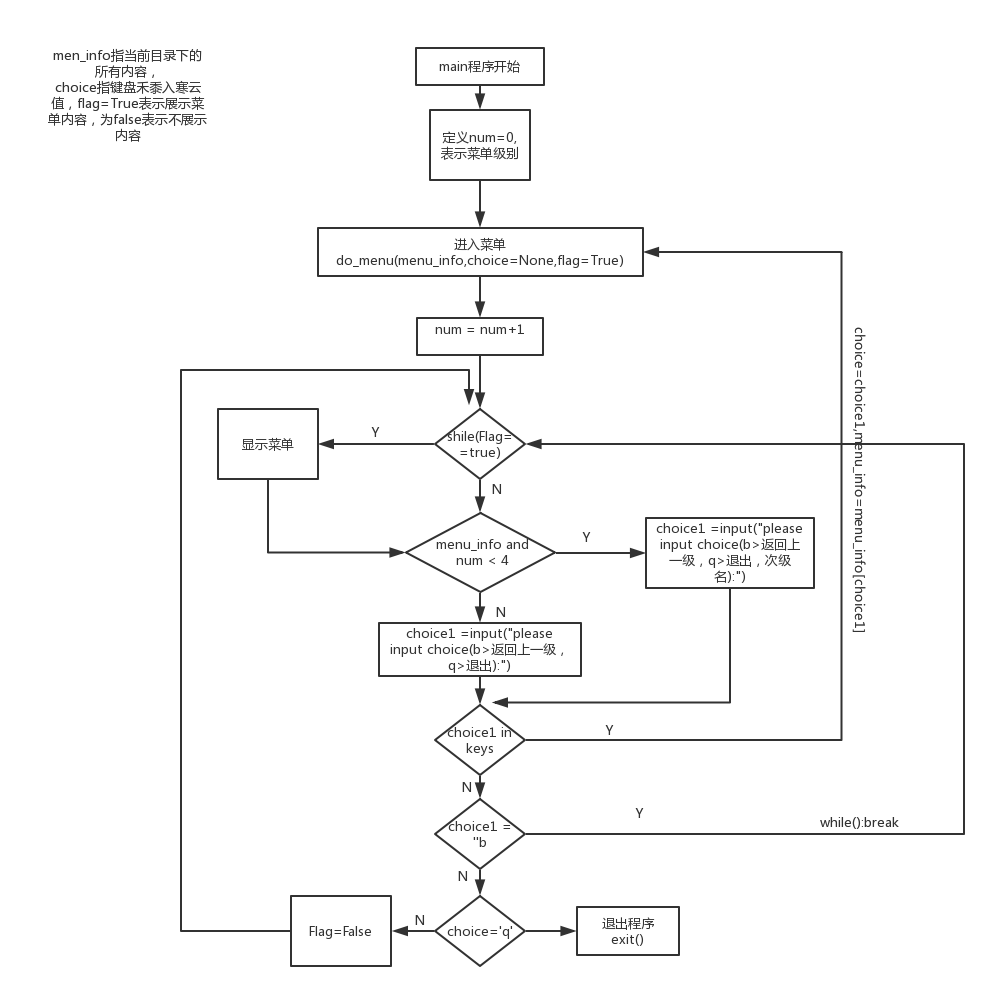 men_info指当前目录下的
所有内容，
choice指键盘禾黍入寒云
值，flag=True表示展示菜
单内容，为false表示不展示
内容
main程序开始
定义num=0,
表示菜单级别
进入菜单
do_menu(menu_info,choice=None,flag=True)
num = num+1
shile(Flag=
=true)
Y
显示菜单
N
menu_info and
num < 4
Y
choice1 =input("please
input choice(b>返回上
一级，q>退出，次级
名):")
N
choice1 =input("please
input choice(b>返回上一级，
q>退出):")
choice1 in
keys
Y
choice=choice1,menu_info=menu_info[choice1]
N
choice1 =
''b
Y
while():break
N
choice='q'
N
Flag=False
退出程序
exit()